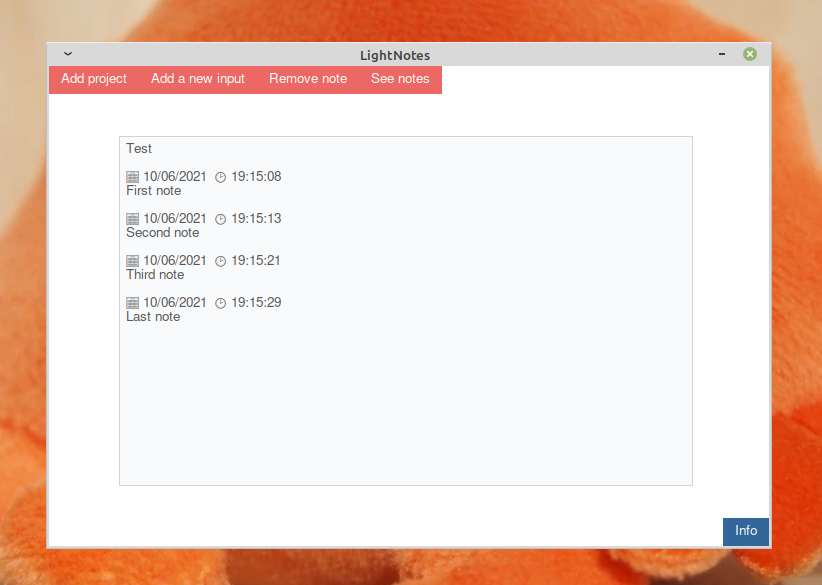 LightNotes
Add project Add a new input Remove note See notes
Test
10/06/2021 19:15:08
First note
10/06/2021 19:15:13
Second note
10/06/2021 19:15:21
Third note
10/06/2021 19:15:29
Last note
Info